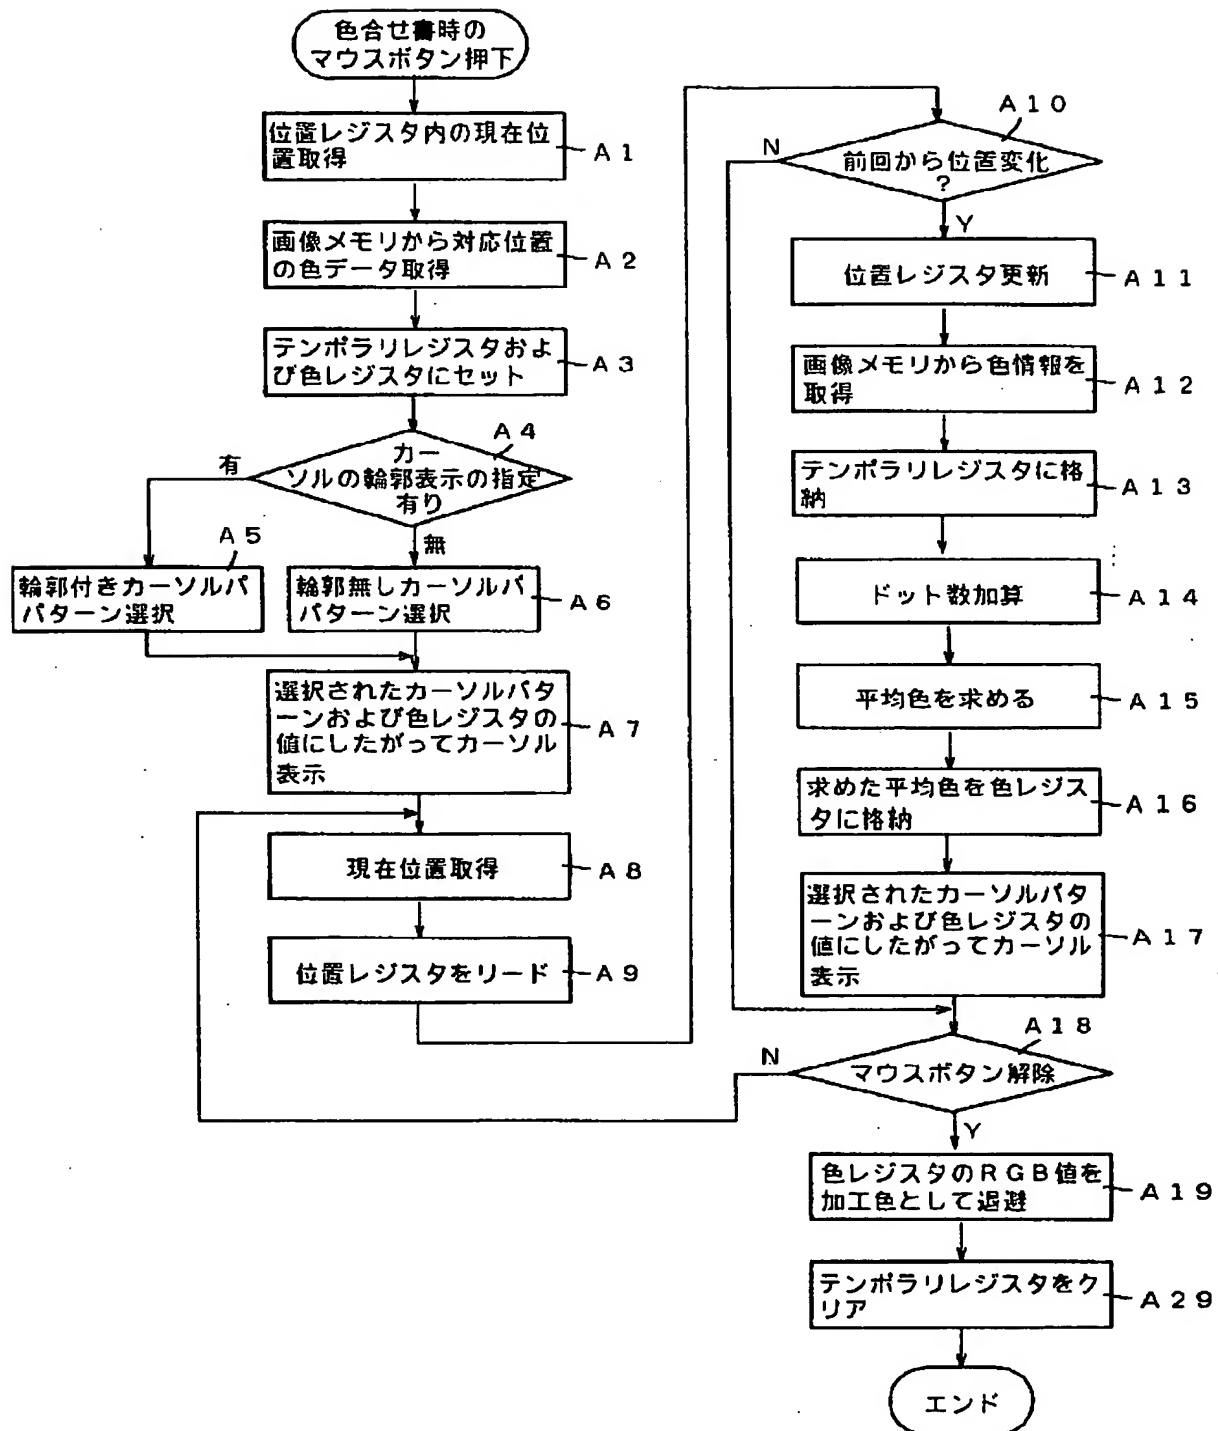 色合せ書時の
マウスボタン押下
位置レジスタ内の現在位
置取得
A1
画像メモリから対応位置
の色データ取得
A2
テンポラリレジスタおよ
び色レジスタにセット
A3
A4
カー
ソルの輪郭表示の指定
有り
有
無
A5
輪郭付きカーソルパ
パターン選択
輪郭無しカーソルパ
パターン選択
A6
選択されたカーソルパタ
ーンおよび色レジスタの
値にしたがってカーソル
表示
A7
現在位置取得
A8
位置レジスタをリード
A9
A10
前回から位置変化
?
N
Y
位置レジスタ更新
A11
画像メモリから色情報を
取得
A12
テンポラリレジスタに格
納
A13
ドット数加算
A14
平均色を求める
A15
求めた平均色を色レジス
タに格納
A16
選択されたカーソルパタ
ーンおよび色レジスタの
値にしたがってカーソル
表示
A17
A18
マウスボタン解除
N
Y
色レジスタのRGB値を
加工色として退避
A19
テンポラリレジスタをク
リア
A29
エンド